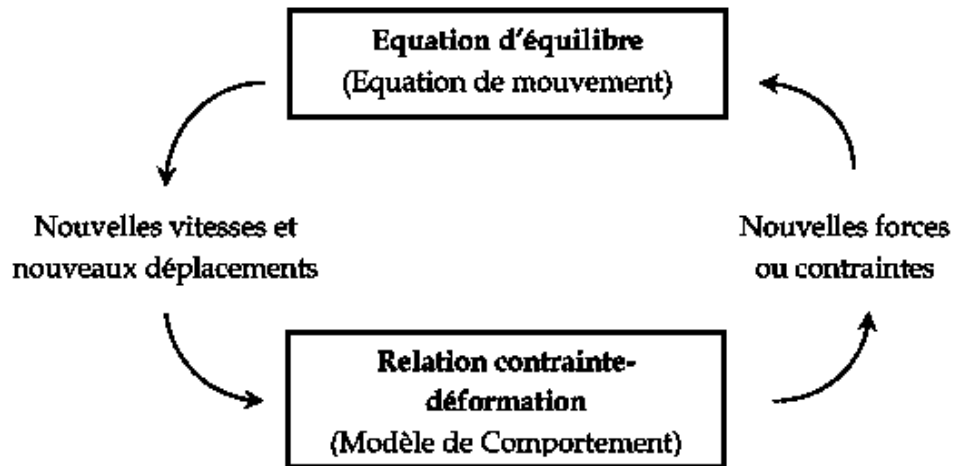 Equation d'équilibre
(Equation de mouvement)
Nouvelles vitesses et
nouveaux déplacements
Nouvelles forces
ou contraintes
Relation contrainte-
déformation
(Modèle de Comportement)